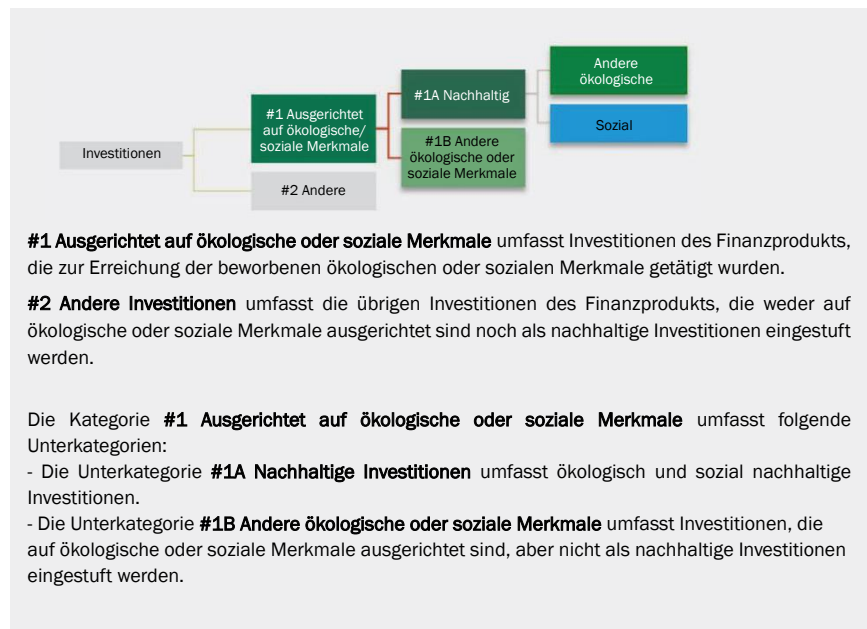 Andere
ökologische
#1A Nachhaltig
#1 Ausgerichtet
auf ökologische/
soziale Merkmale
Sozial
Investitionen
#1B Andere
ökologische oder
soziale Merkmale
#2 Andere
#1 Ausgerichtet auf ökologische oder soziale Merkmale umfasst Investitionen des Finanzprodukts,
die zur Erreichung der beworbenen ökologischen oder sozialen Merkmale getätigt wurden.
#2 Andere Investitionen umfasst die übrigen Investitionen des Finanzprodukts, die weder auf
ökologische oder soziale Merkmale ausgerichtet sind noch als nachhaltige Investitionen eingestuft
werden.
Die Kategorie #1 Ausgerichtet auf ökologische oder soziale Merkmale umfasst folgende
Unterkategorien:
- Die Unterkategorie #1A Nachhaltige Investitionen umfasst ökologisch und sozial nachhaltige
Investitionen.
- Die Unterkategorie #1B Andere ökologische oder soziale Merkmale umfasst Investitionen, die
auf ökologische oder soziale Merkmale ausgerichtet sind, aber nicht als nachhaltige Investitionen
eingestuft werden.